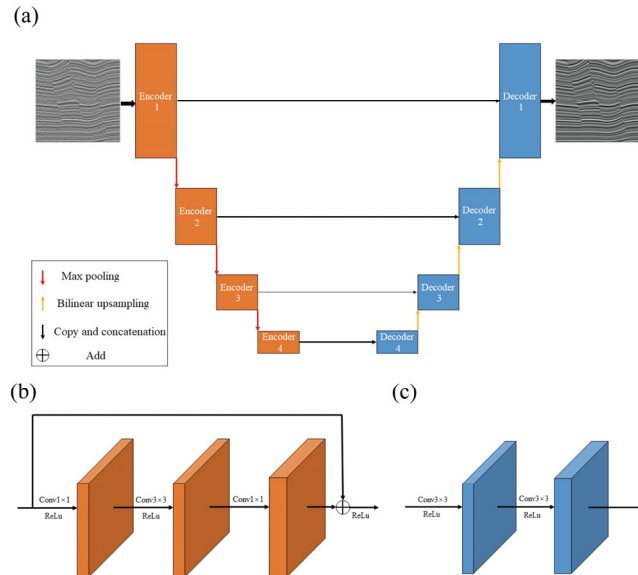 (a)
Encoder
1
Decoder
1
Encoder
2
Decoder
2
Encoder
3
Decoder
3
Encoder
4
Decoder
4
Max pooling
Bilinear upsampling
Copy and concatenation
Add
(b)
(c)
Conv1×1
ReLu
Conv3×3
ReLu
Conv1×1
ReLu
Conv3×3
ReLu
Conv3×3
ReLu